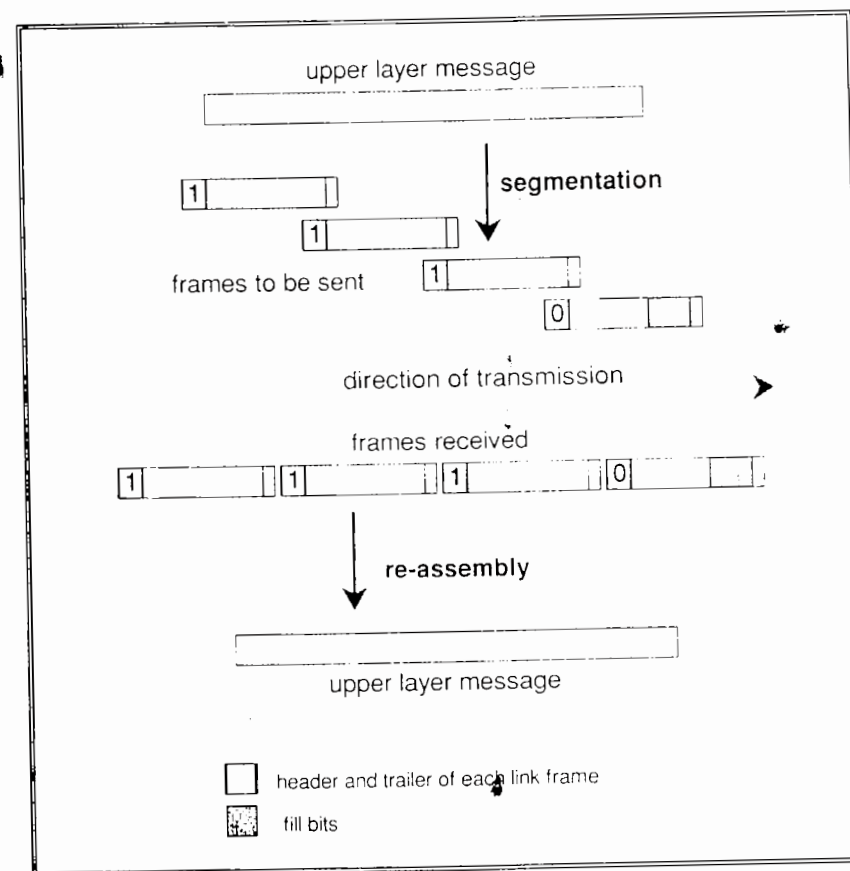 upper layer message
segmentation
1
1
frames to be sent
1
0
direction of transmission
frames received
1 1 1 0
re-assembly
upper layer message
header and trailer of each link frame
fill bits